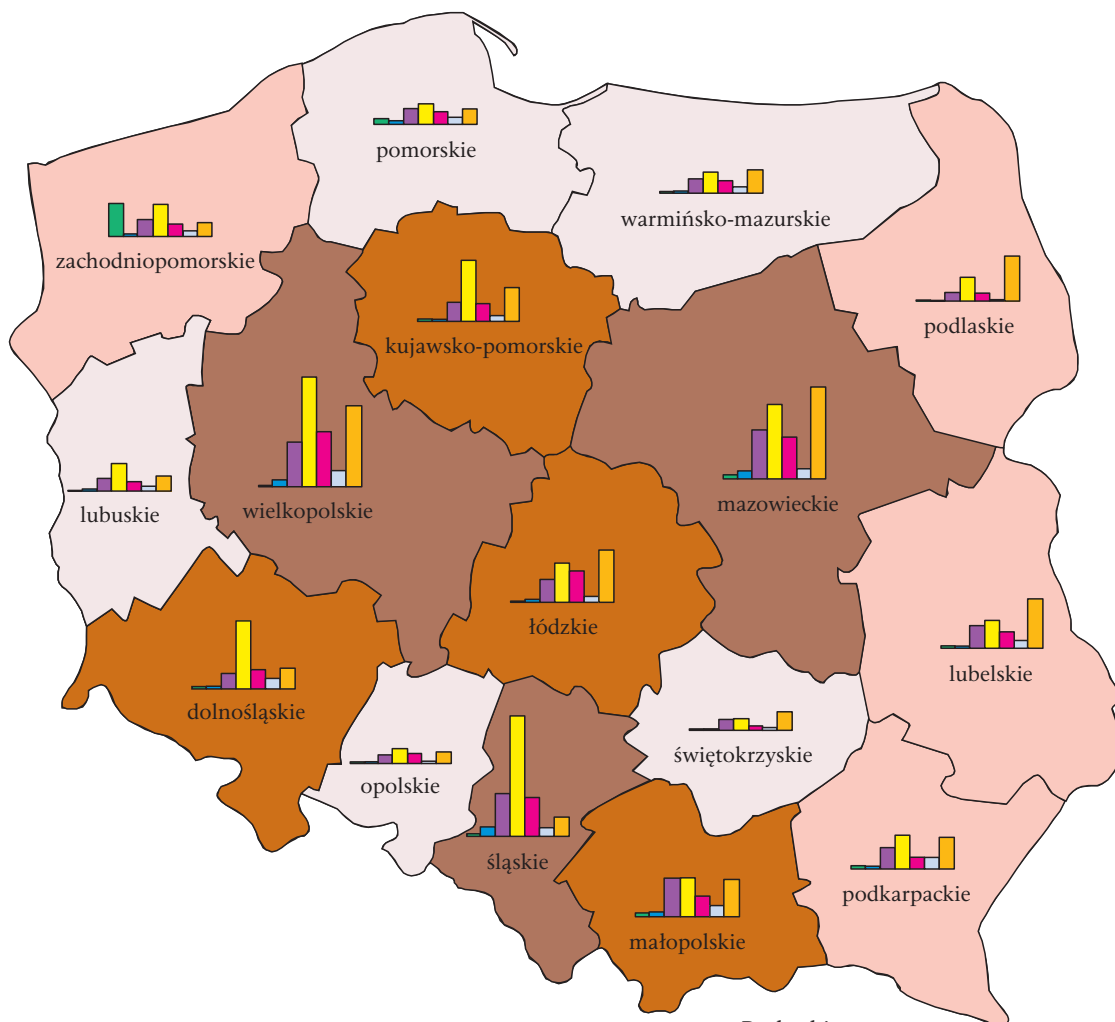 pomorskie
warmińsko-mazurskie
zachodniopomorskie
podlaskie
kujawsko-pomorskie
wielkopolskie
mazowieckie
lubuskie
łódzkie
lubelskie
dolnośląskie
świętokrzyskie
opolskie
śląskie
podkarpackie
małopolskie